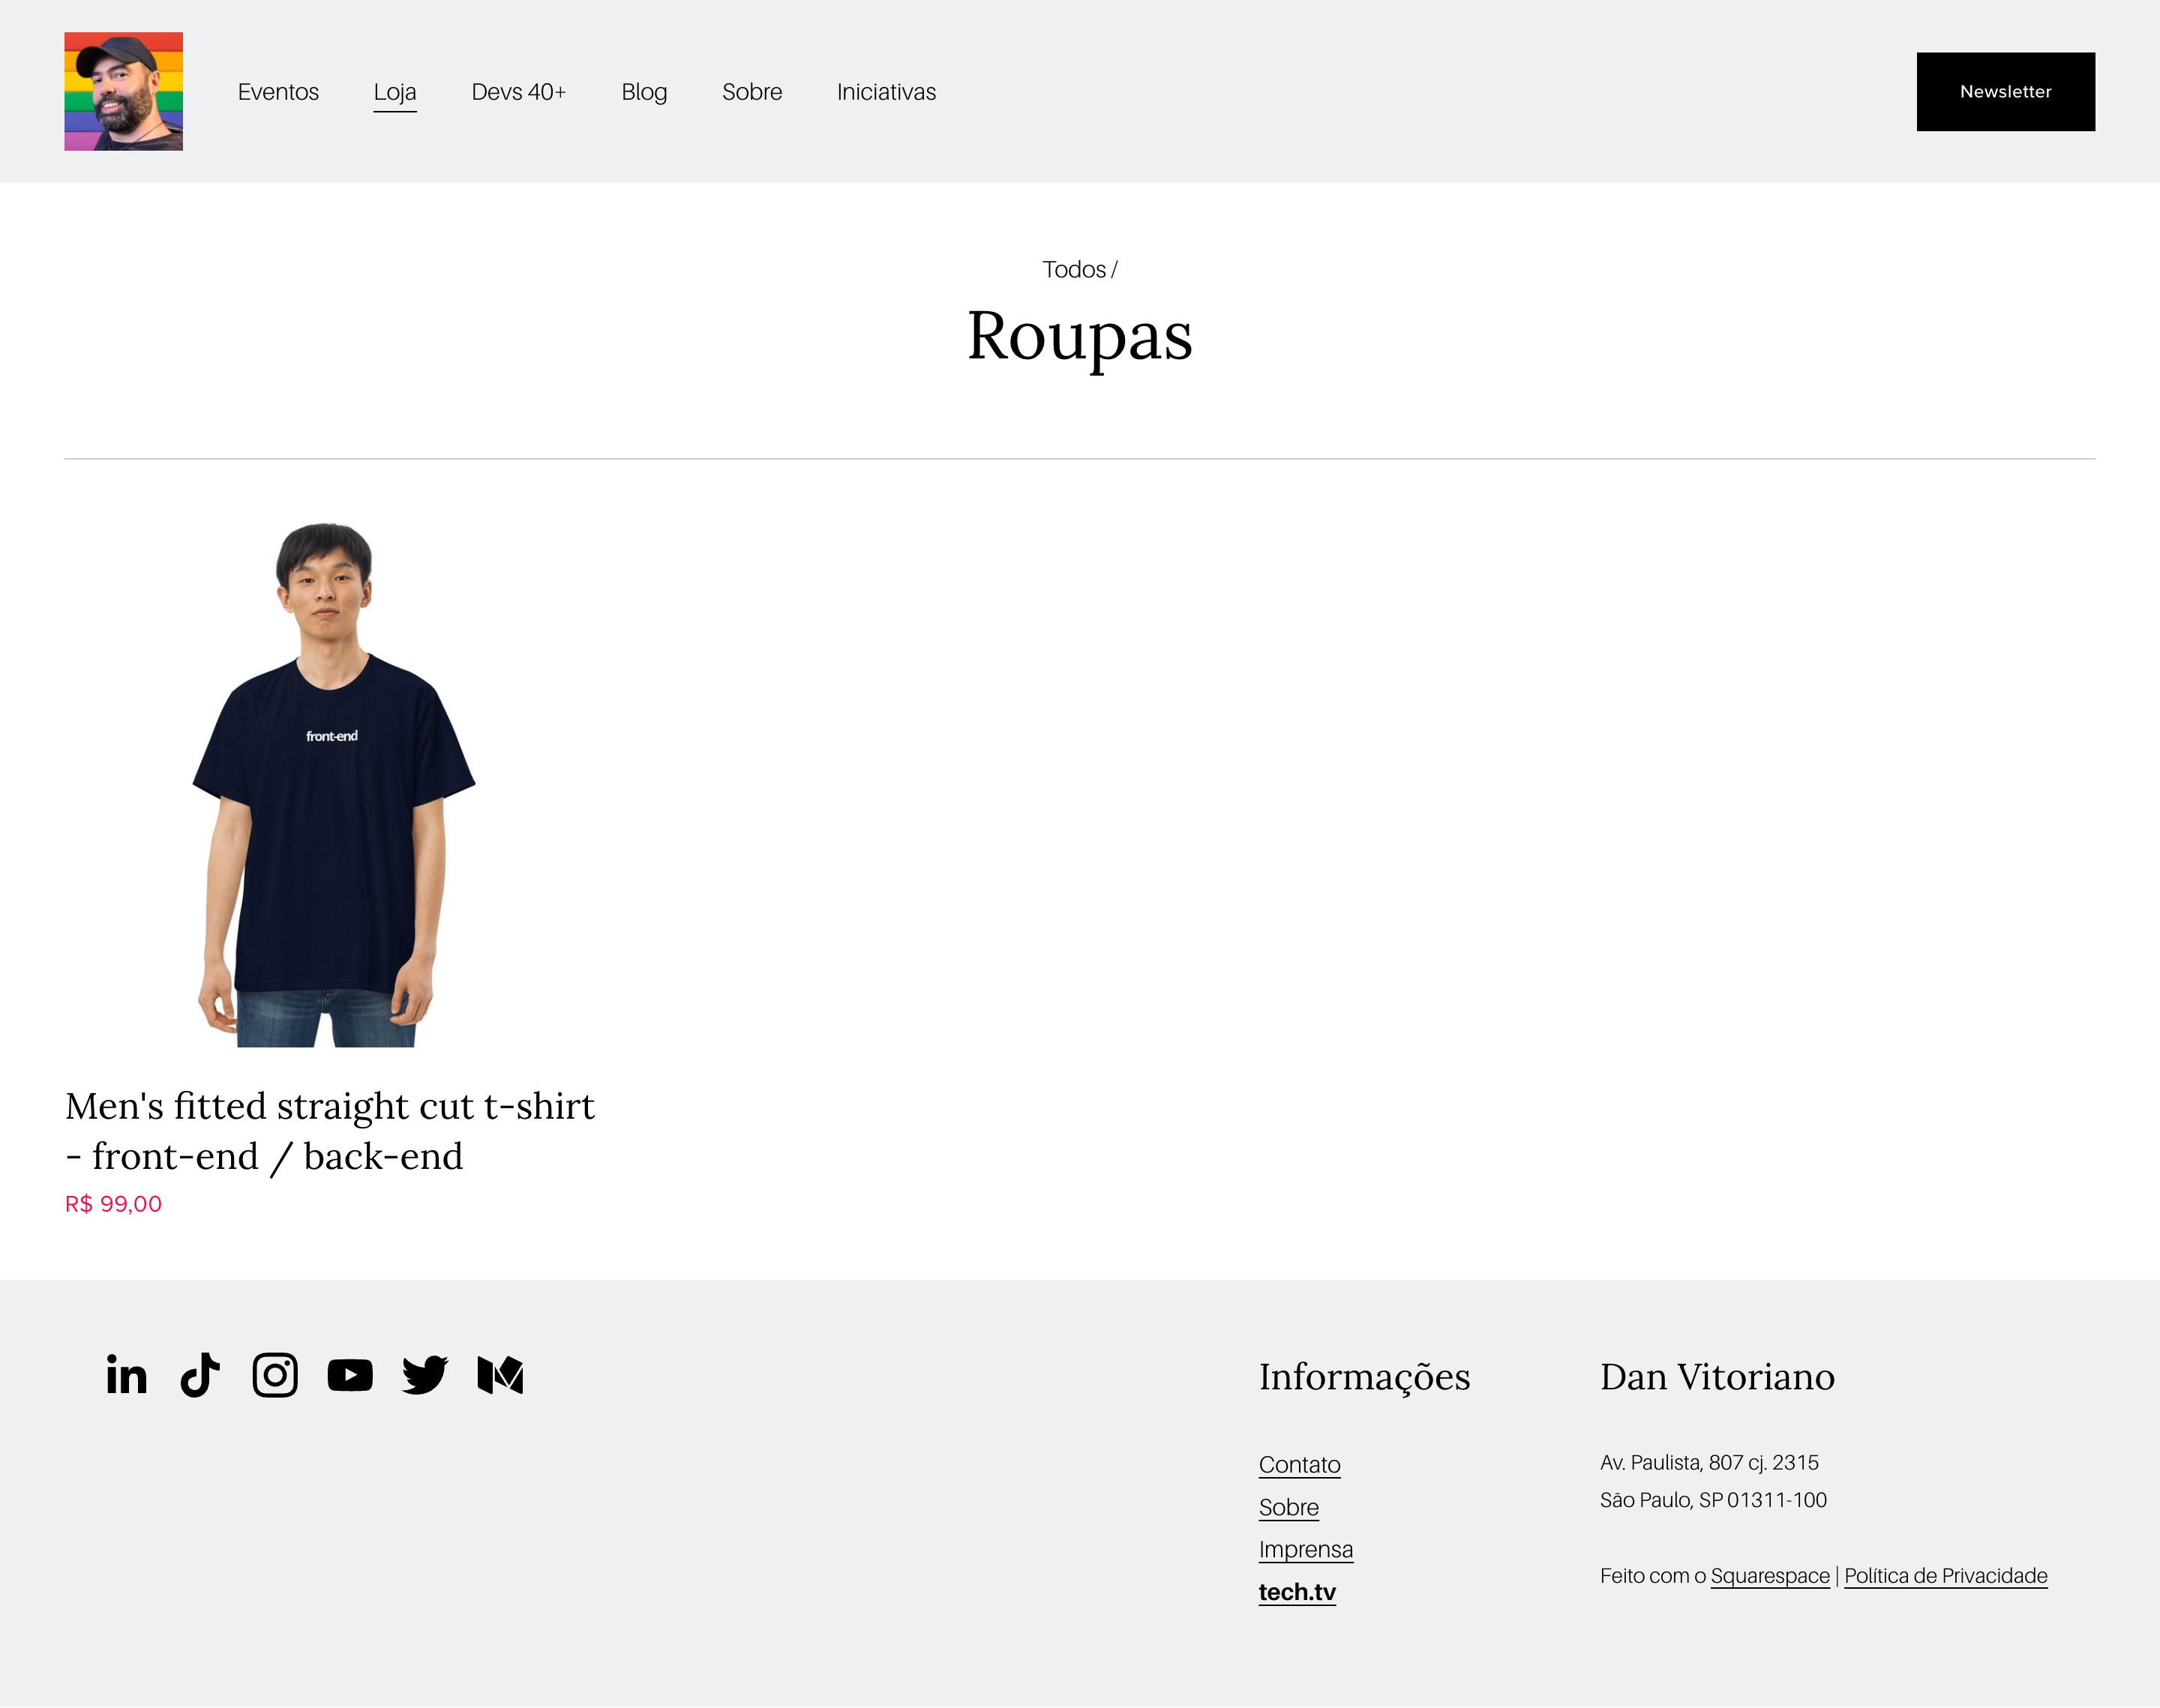 Eventos
Loja
Devs 40+
Blog
Sobre
Iniciativas
Newsletter
Todos /
Roupas
front-end
Men's fitted straight cut t-shirt
- front-end / back-end
R$ 99,00
in
Informações
Contato
Sobre
Imprensa
tech.tv
Dan Vitoriano
Av. Paulista, 807 cj. 2315
São Paulo, SP 01311-100
Feito com o Squarespace | Política de Privacidade